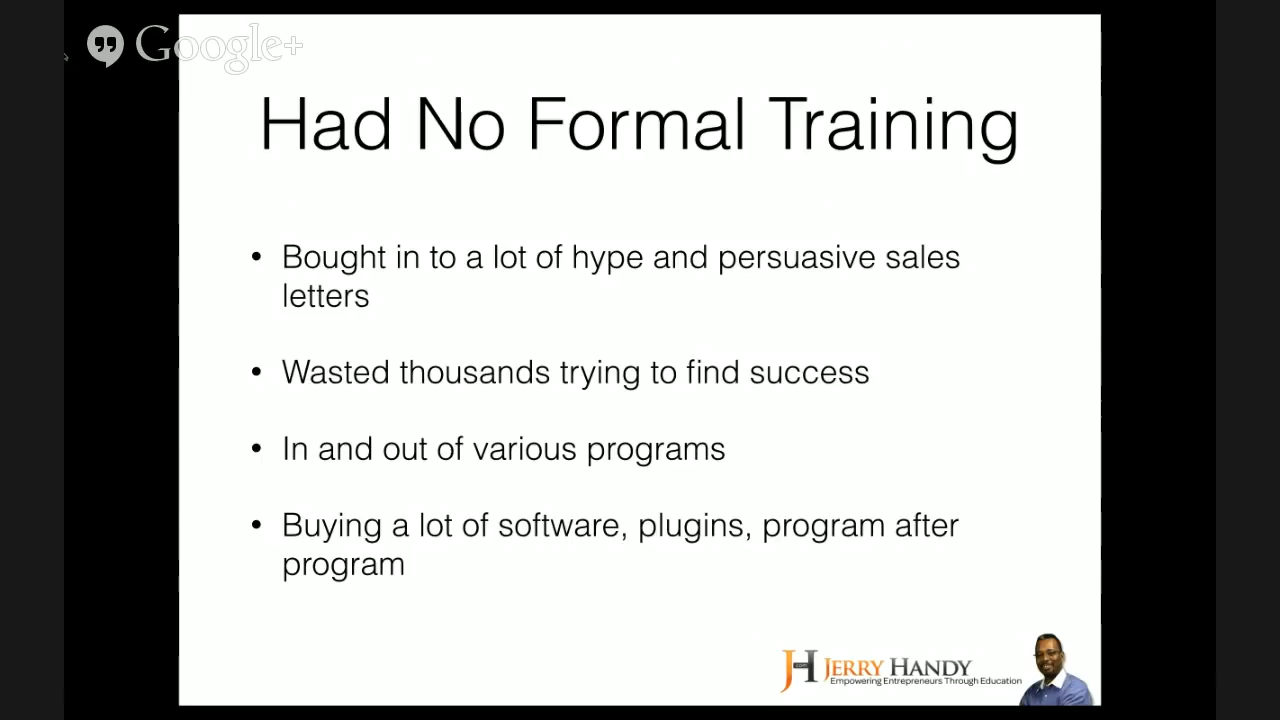 Google+
Had No Formal Training
• Bought in to a lot of hype and persuasive sales
letters
• Wasted thousands trying to find success
• In and out of various programs
• Buying a lot of software, plugins, program after
program
JH
JERRY HANDY
Empowering Entrepreneurs Through Education